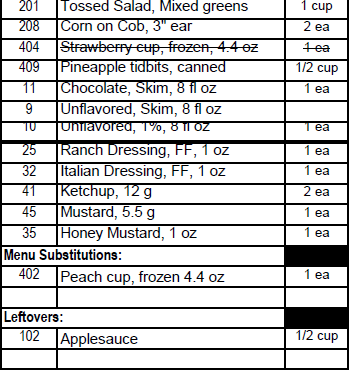 201 Tossed Salad, Mixed greens 1 cup
208 Corn on Cob, 3" ear 2 ea
404 Strawberry cup, frozen, 4.4 oz 1 ea
409 Pineapple tidbits, canned 1/2 cup
11 Chocolate, Skim, 8 fl oz 1 ea
9 Unflavored, Skim, 8 fl oz
10 Unflavored, 1%, 8 fl oz 1 ea
25 Ranch Dressing, FF, 1 oz 1 ea
32 Italian Dressing, FF, 1 oz 1 ea
41 Ketchup, 12 g 2 ea
45 Mustard, 5.5 g 1 ea
35 Honey Mustard, 1 oz 1 ea
Menu Substitutions:
402 Peach cup, frozen 4.4 oz 1 ea
Leftovers:
102 Applesauce 1/2 cup